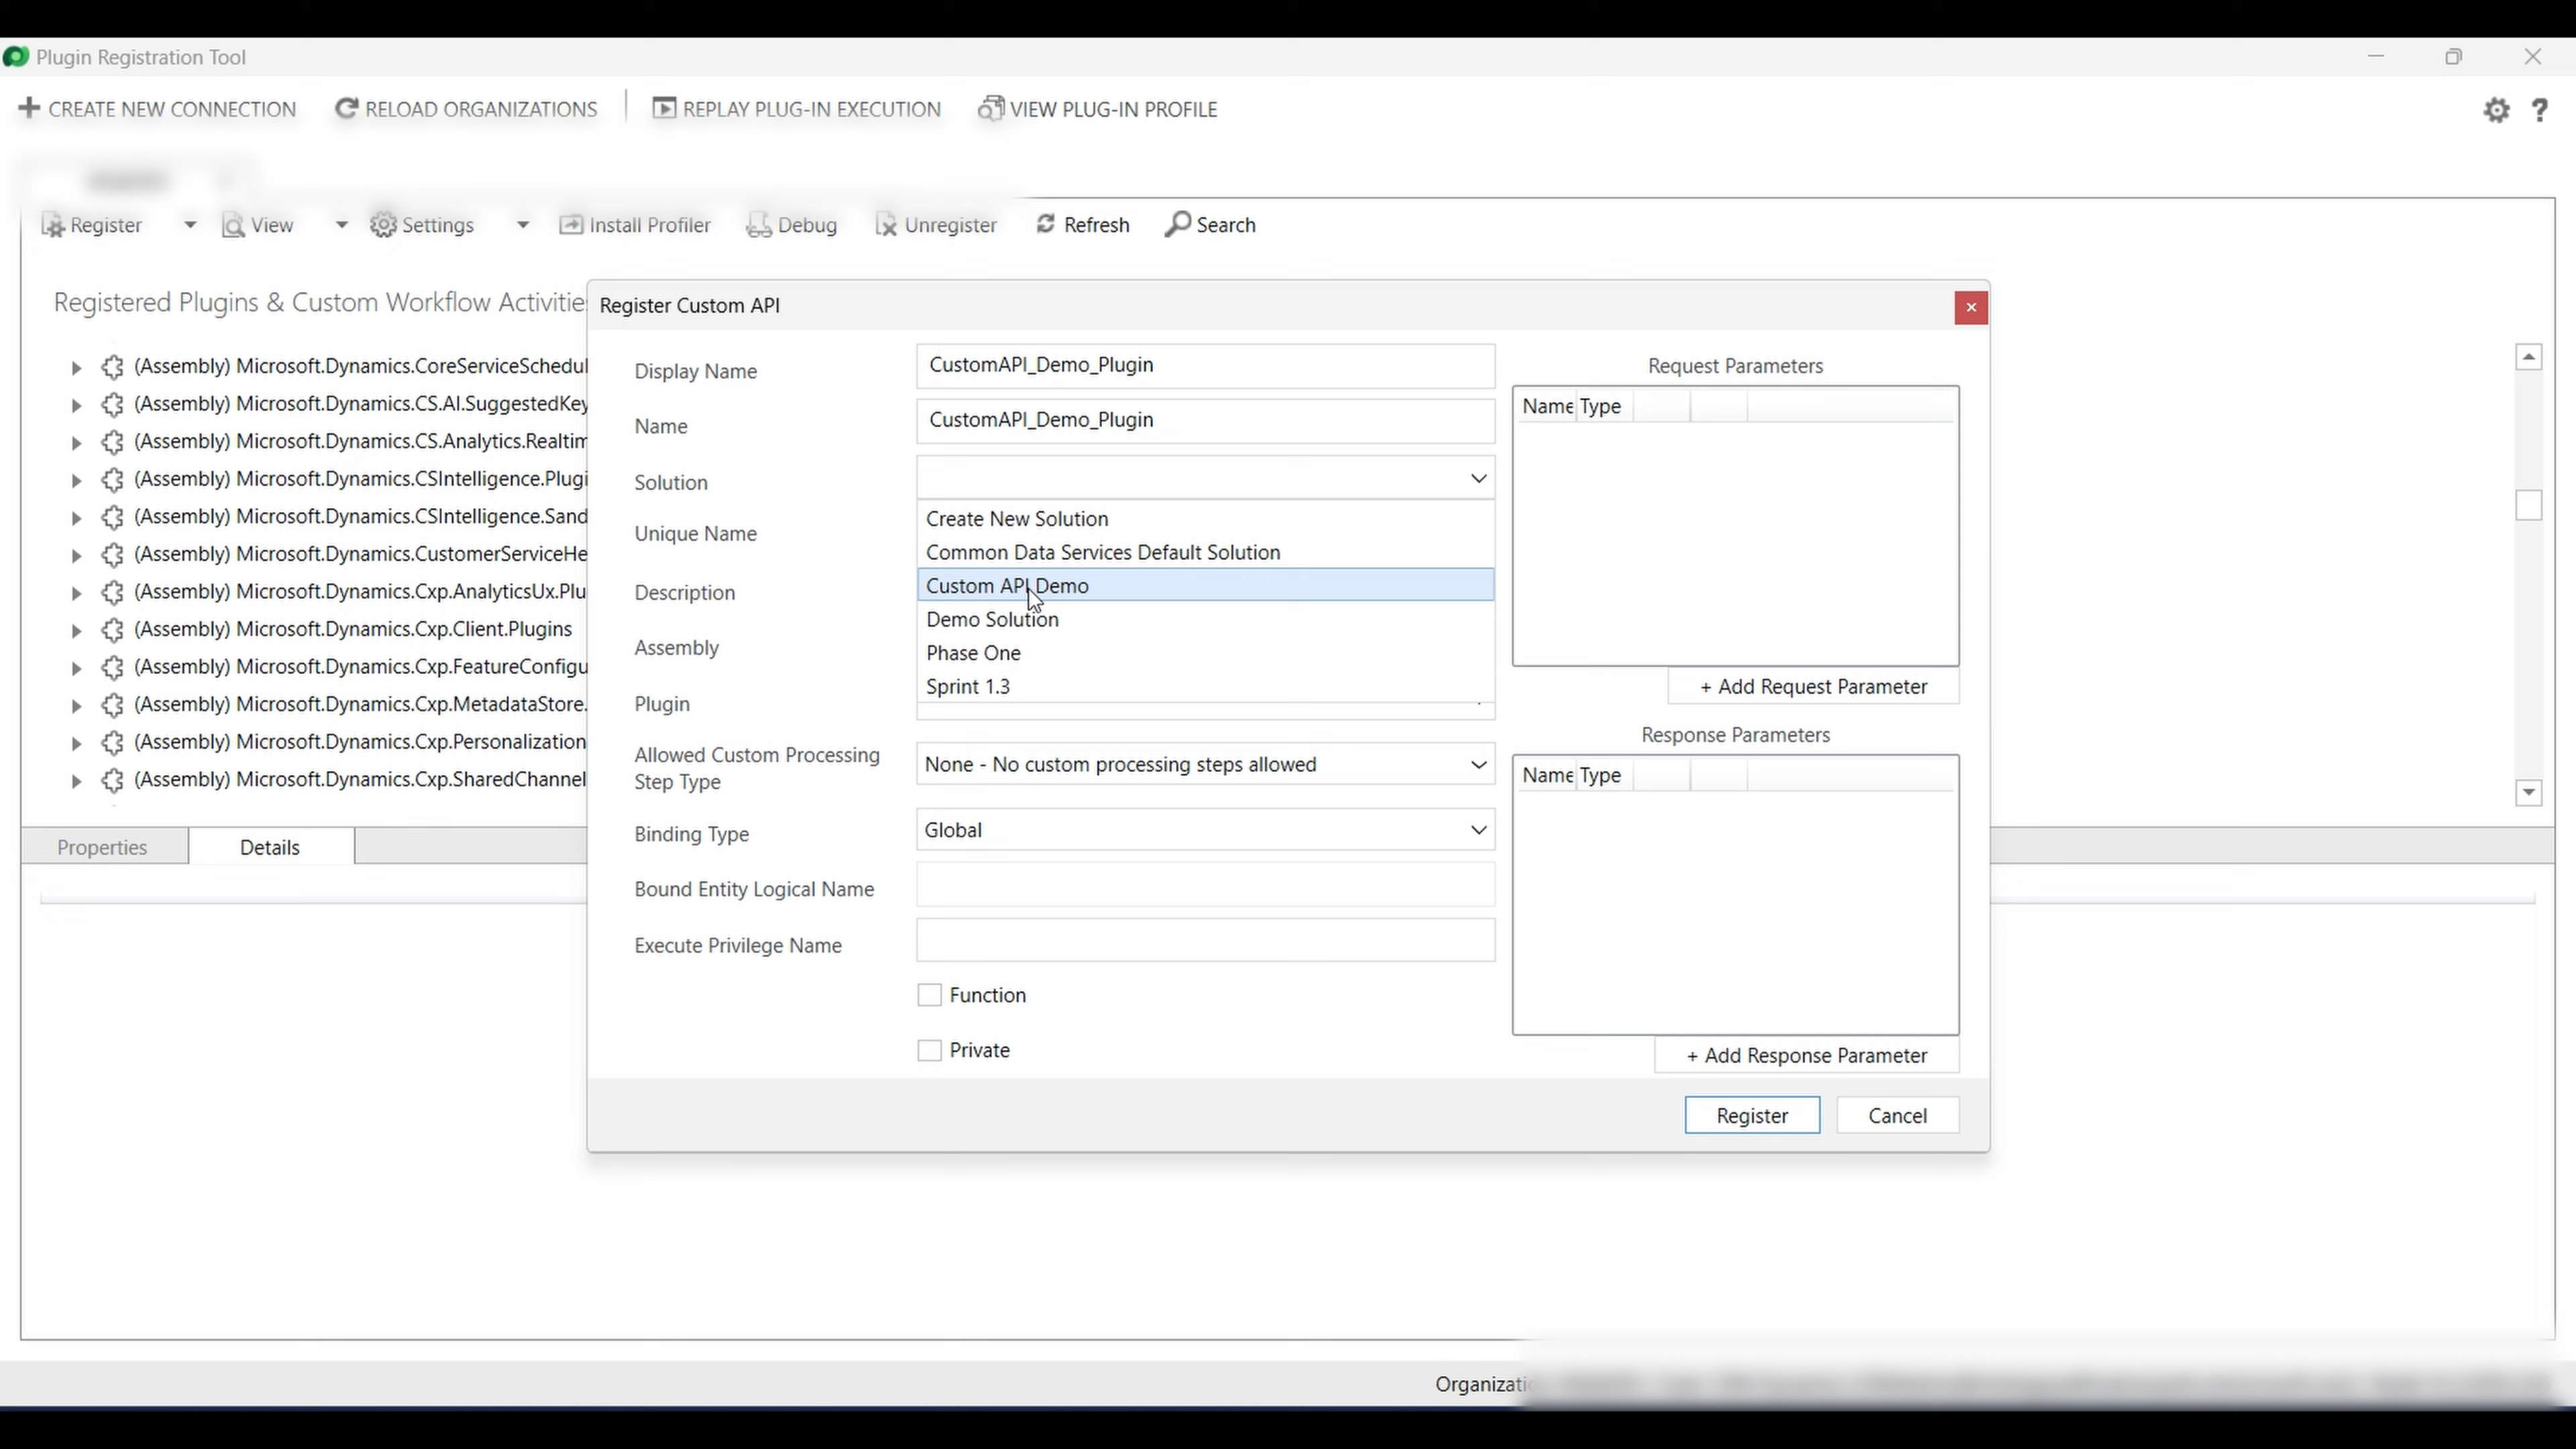 Plugin Registration Tool
CREATE NEW CONNECTION
RELOAD ORGANIZATIONS
REPLAY PLUG-IN EXECUTION
VIEW PLUG-IN PROFILE
?
Register
View
Settings
Install Profiler
Debug
Unregister
Refresh
Search
Registered Plugins & Custom Workflow Activitie
(Assembly) Microsoft.Dynamics.CoreServiceSchedul
(Assembly) Microsoft.Dynamics.CS.AI.SuggestedKey
(Assembly) Microsoft.Dynamics.CS.Analytics.Realtim
(Assembly) Microsoft.Dynamics.CSIntelligence.Plugi
(Assembly) Microsoft.Dynamics.CSIntelligence.Sand
(Assembly) Microsoft.Dynamics.CustomerServiceHe
(Assembly) Microsoft.Dynamics.Cxp.AnalyticsUx.Plu
(Assembly) Microsoft.Dynamics.Cxp.Client.Plugins
(Assembly) Microsoft.Dynamics.Cxp.FeatureConfigu
(Assembly) Microsoft.Dynamics.Cxp.MetadataStore.
(Assembly) Microsoft.Dynamics.Cxp.Personalization
(Assembly) Microsoft.Dynamics.Cxp.SharedChannel
Properties
Details
Register Custom API
Display Name
CustomAPI_Demo_Plugin
Name
CustomAPI_Demo_Plugin
Solution
Create New Solution
Common Data Services Default Solution
Custom API Demo
Demo Solution
Phase One
Sprint 1.3
Unique Name
Description
Assembly
Plugin
Allowed Custom Processing
Step Type
None - No custom processing steps allowed
Binding Type
Global
Bound Entity Logical Name
Execute Privilege Name
Function
Private
Request Parameters
Name Type
+ Add Request Parameter
Response Parameters
Name Type
+ Add Response Parameter
Register
Cancel
Organizati